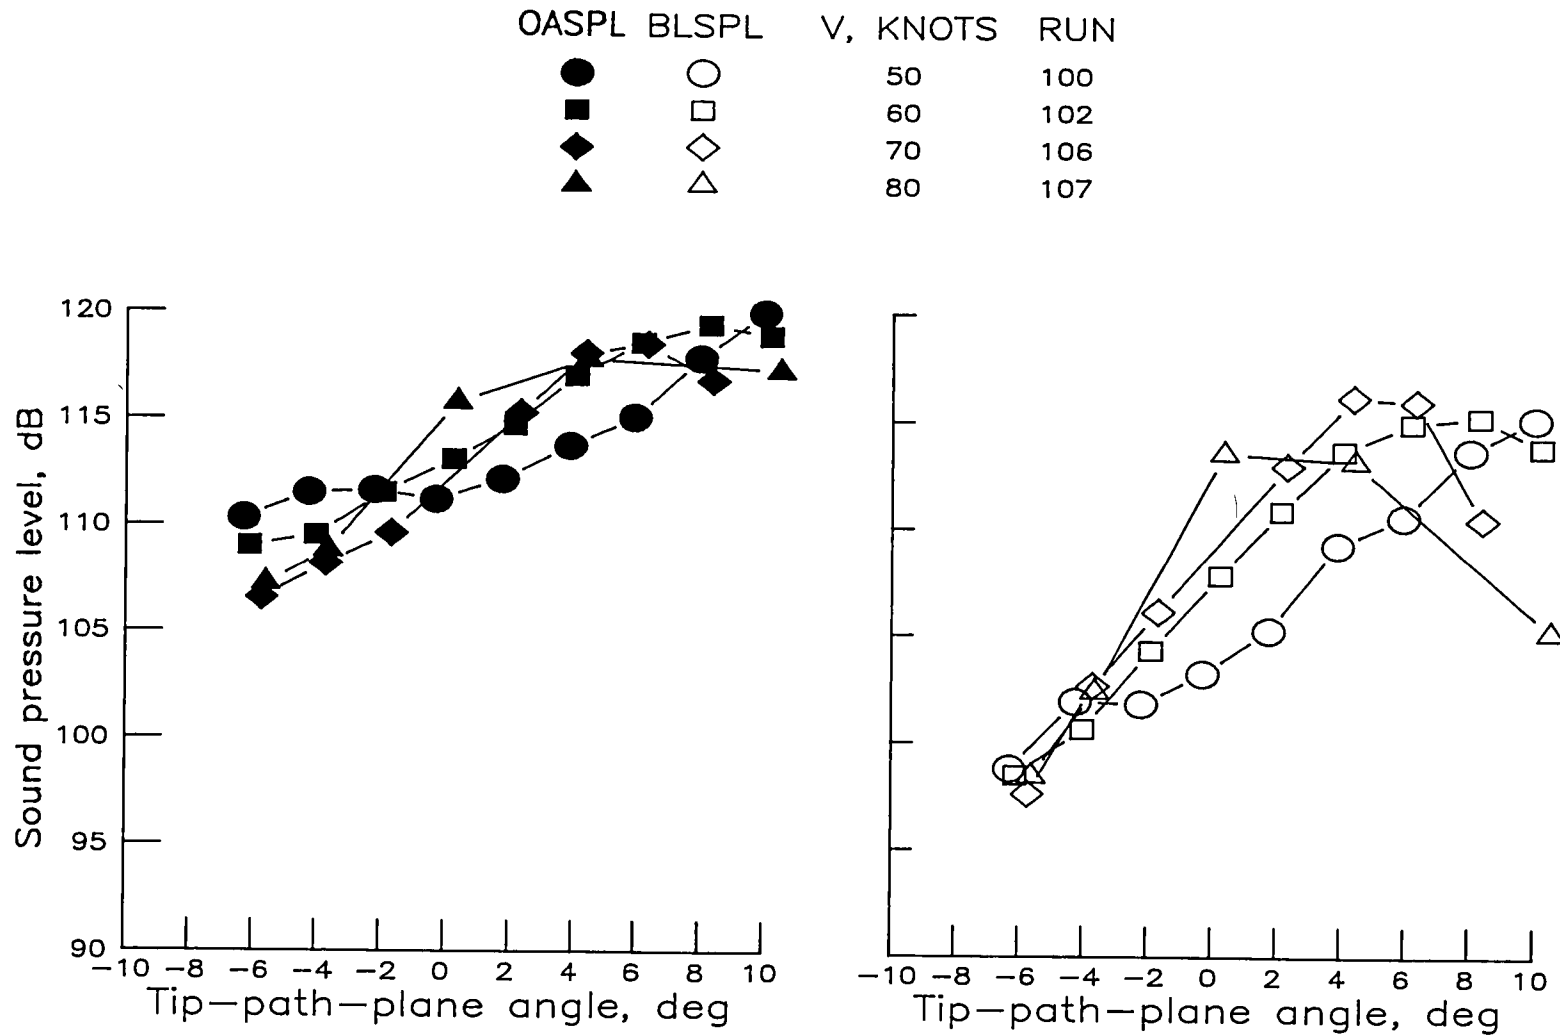 OASPL BLSPL V, KNOTS RUN
50 100
60 102
70 106
80 107
120
115
110
105
100
95
90
Sound pressure level, dB
−10 −8 −6 −4 −2 0 2 4 6 8 10
Tip−path−plane angle, deg
−10 −8 −6 −4 −2 0 2 4 6 8 10
Tip−path−plane angle, deg